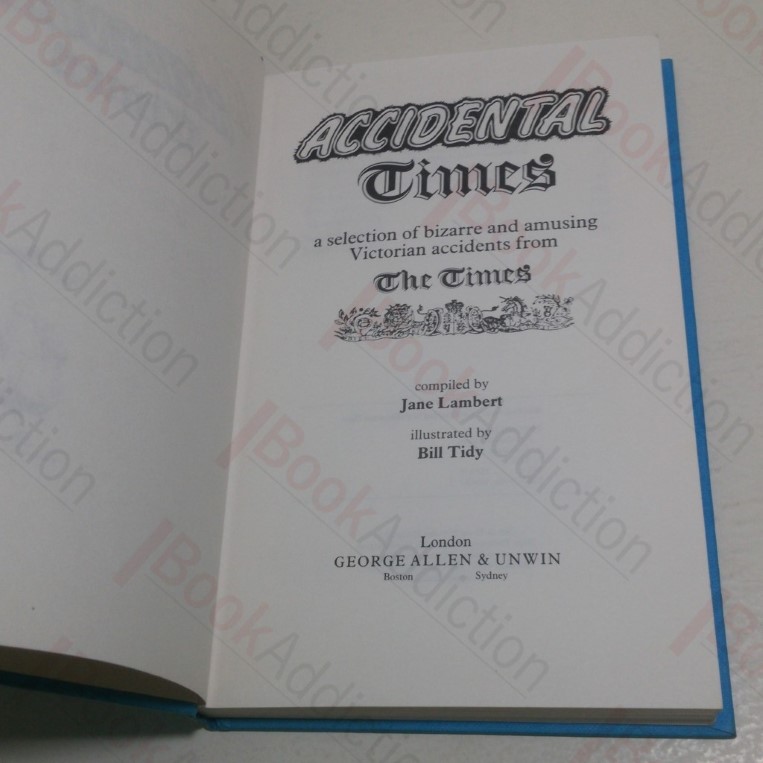 ACCIDENTAL
Times
a selection of bizarre and amusing
Victorian accidents from
The Times
compiled by
Jane Lambert
illustrated by
Bill Tidy
London
GEORGE ALLEN & UNWIN
Boston Sydney
BookAddiction